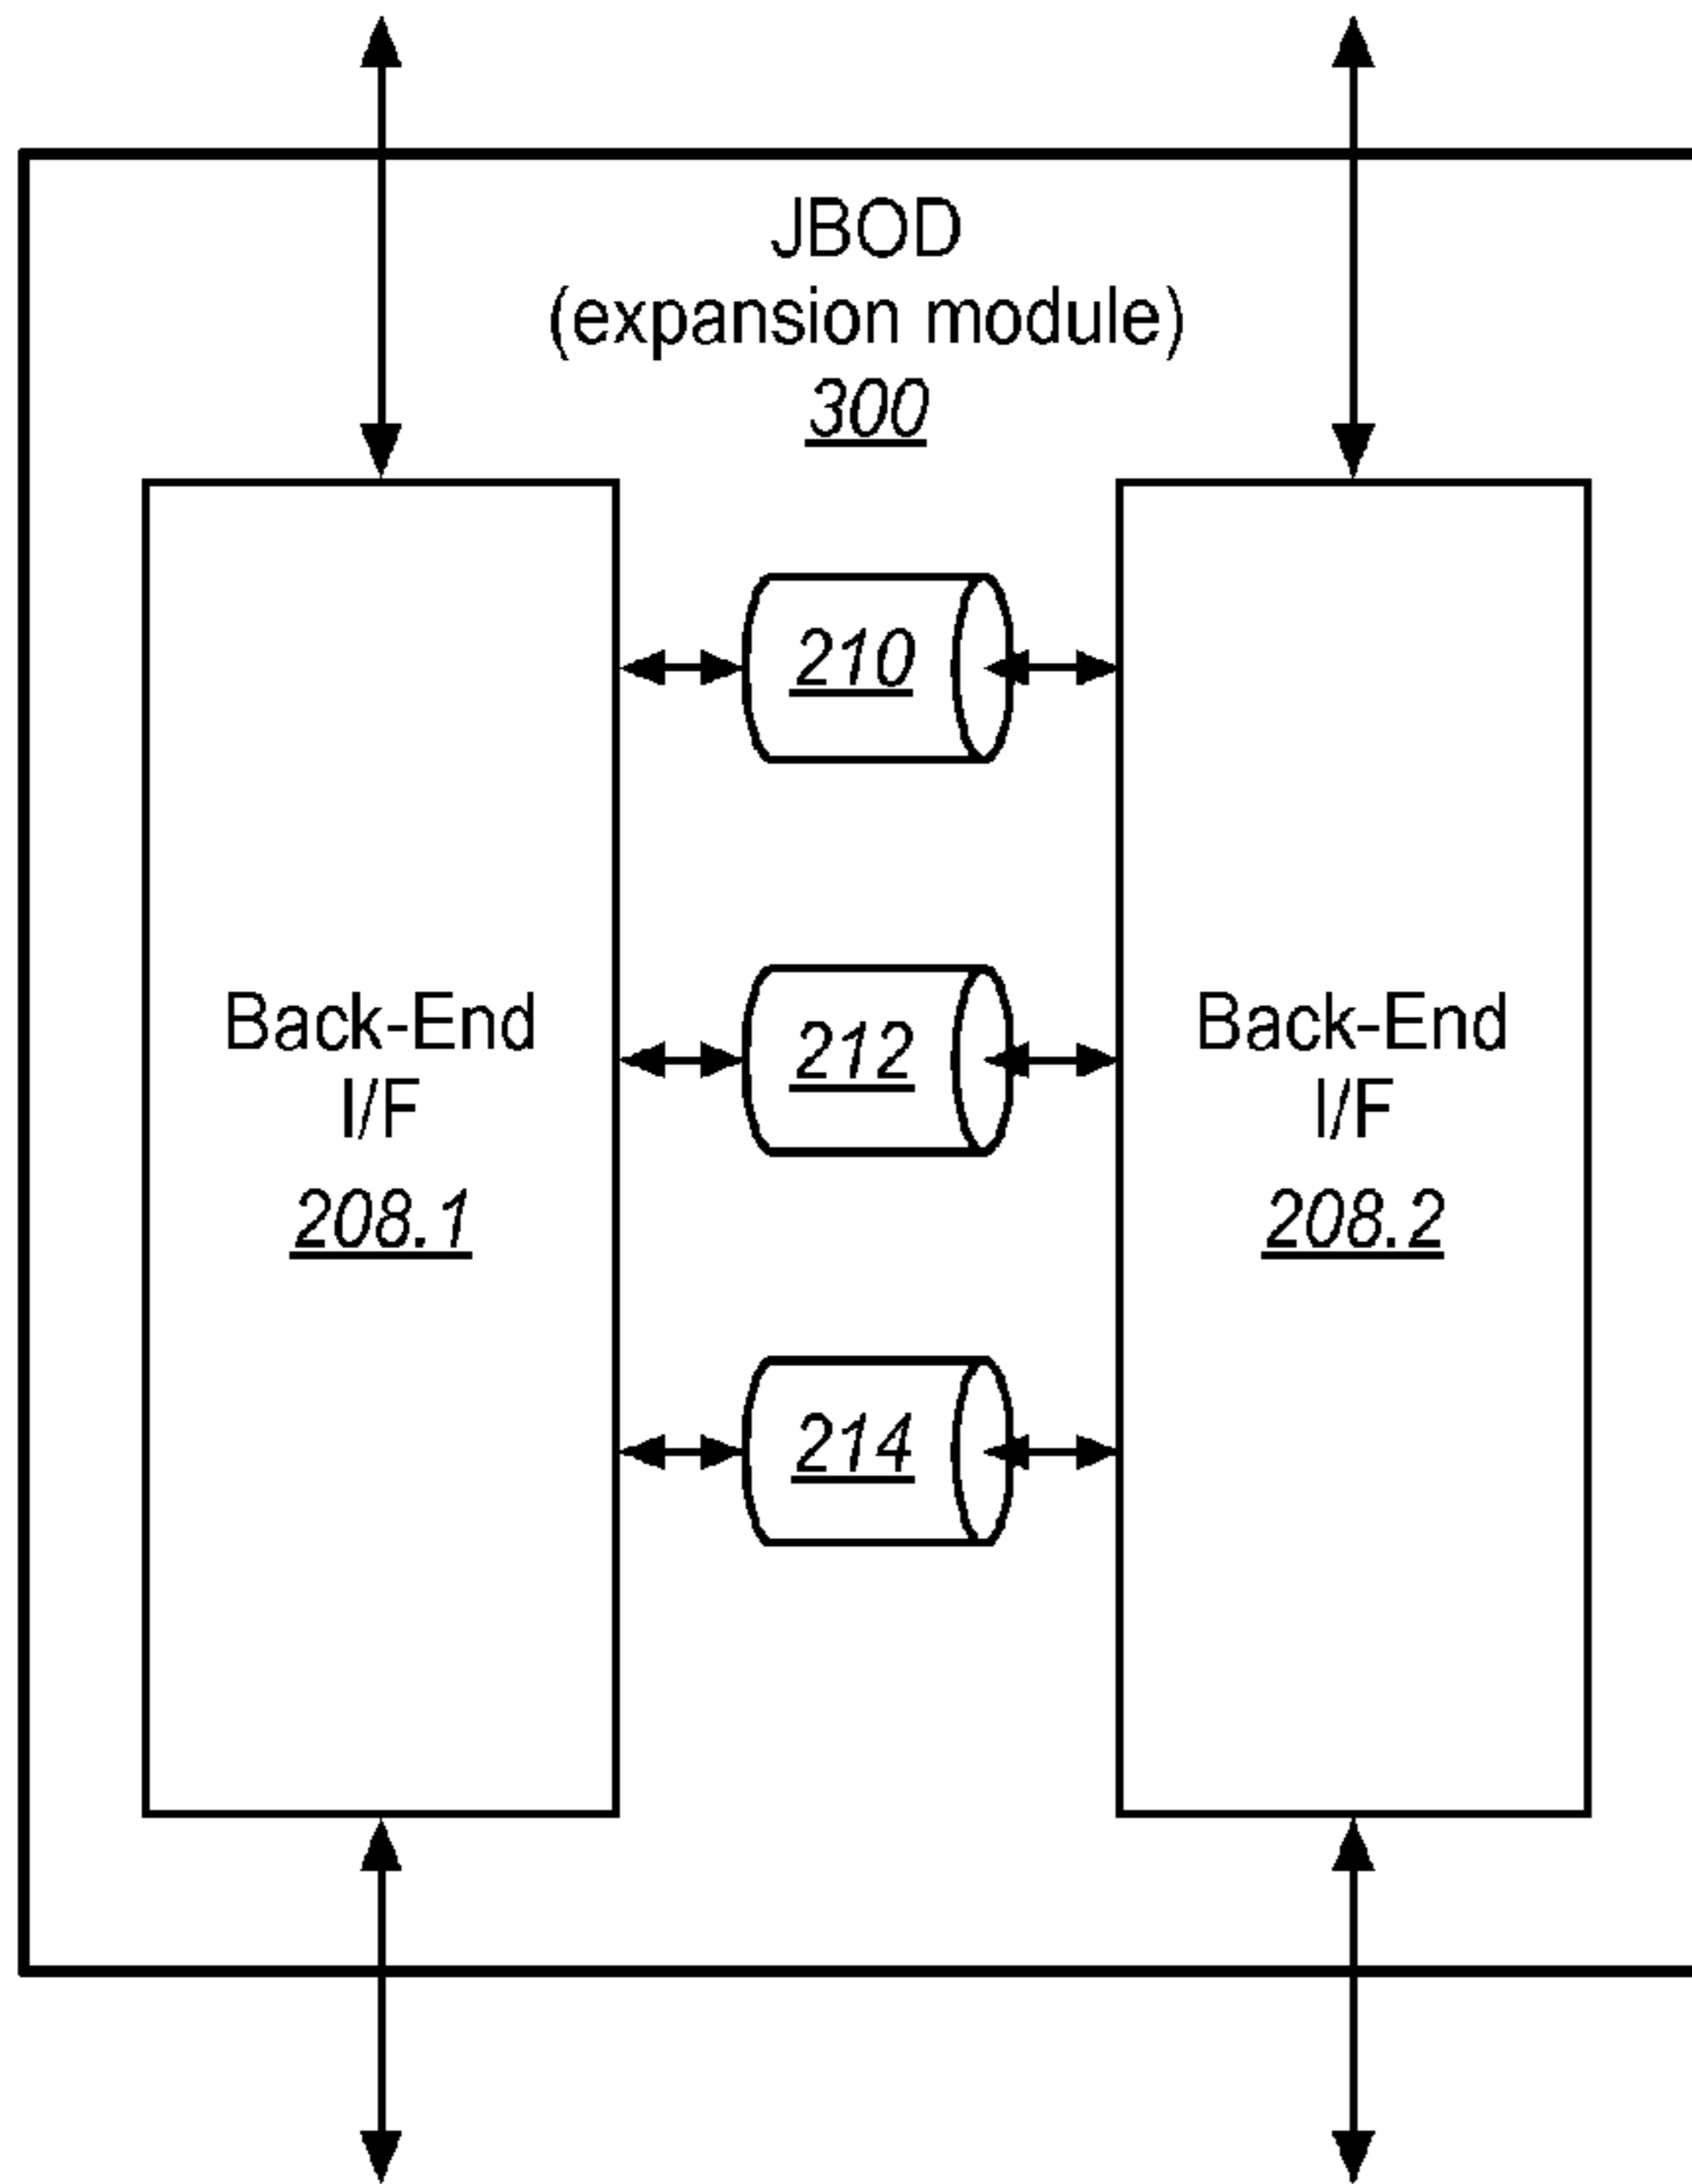 JBOD
(expansion module)
300
210
Back-End
I/F
208.1
212
214
Back-End
I/F
208.2